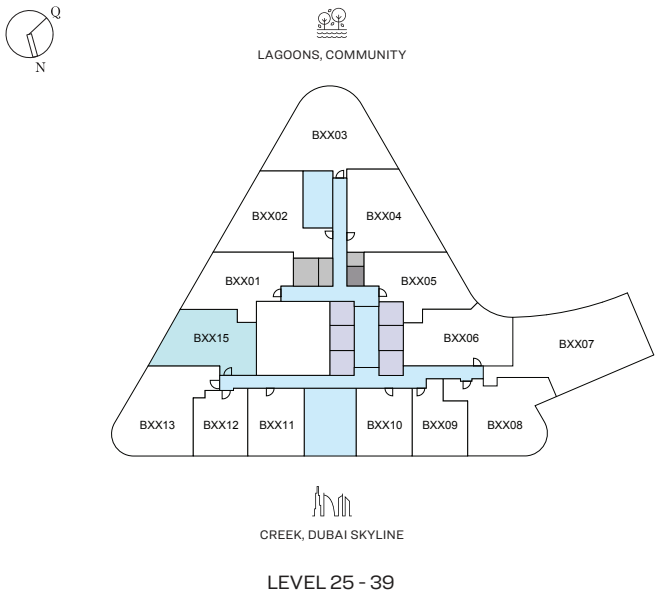 Q
N
LAGOONS, COMMUNITY
BXX03
BXX02
BXX04
BXX01
BXX05
BXX15
BXX06
BXX07
BXX13
BXX12
BXX11
BXX10
BXX09
BXX08
CREEK, DUBAI SKYLINE
LEVEL 25 - 39